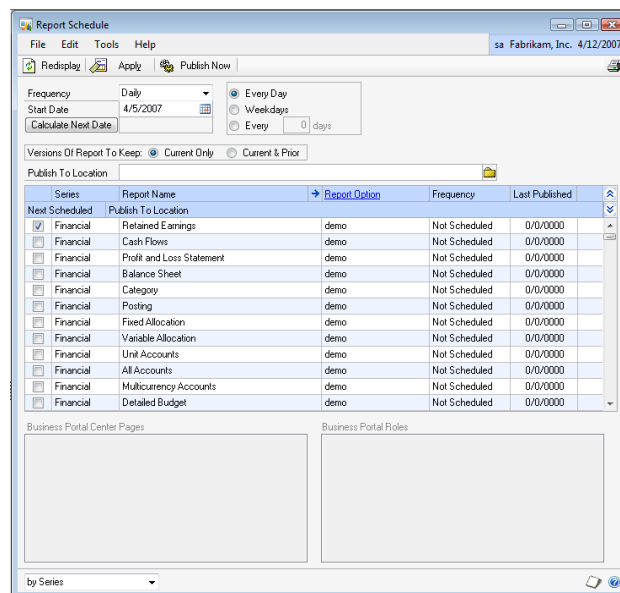 Report Schedule
File Edit Tools Help sa Fabrikam, Inc. 4/12/2007
Redisplay Apply Publish Now
Frequency Daily Every Day
Start Date 4/5/2007 Weekdays
Calculate Next Date Every 0 days
Versions Of Report To Keep: Current Only Current & Prior
Publish To Location
Series Report Name Report Option Frequency Last Published
Next Scheduled Publish To Location
Financial Retained Earnings demo Not Scheduled 0/0/0000
Financial Cash Flows demo Not Scheduled 0/0/0000
Financial Profit and Loss Statement demo Not Scheduled 0/0/0000
Financial Balance Sheet demo Not Scheduled 0/0/0000
Financial Category demo Not Scheduled 0/0/0000
Financial Posting demo Not Scheduled 0/0/0000
Financial Fixed Allocation demo Not Scheduled 0/0/0000
Financial Variable Allocation demo Not Scheduled 0/0/0000
Financial Unit Accounts demo Not Scheduled 0/0/0000
Financial All Accounts demo Not Scheduled 0/0/0000
Financial Multicurrency Accounts demo Not Scheduled 0/0/0000
Financial Detailed Budget demo Not Scheduled 0/0/0000
Business Portal Center Pages Business Portal Roles
by Series